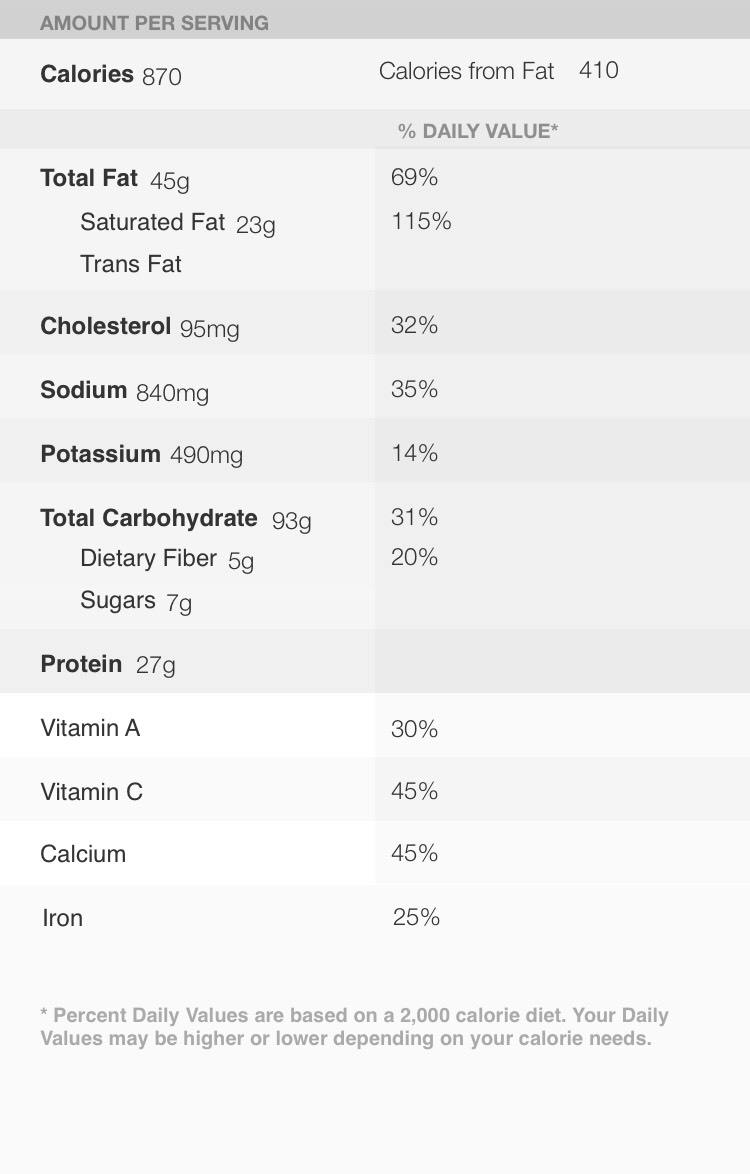 AMOUNT PER SERVING
Calories 870 Calories from Fat 410
% DAILY VALUE*
Total Fat 45g 69%
Saturated Fat 23g 115%
Trans Fat
Cholesterol 95mg 32%
Sodium 840mg 35%
Potassium 490mg 14%
Total Carbohydrate 93g 31%
Dietary Fiber 5g 20%
Sugars 7g
Protein 27g
Vitamin A 30%
Vitamin C 45%
Calcium 45%
Iron 25%
* Percent Daily Values are based on a 2,000 calorie diet. Your Daily
Values may be higher or lower depending on your calorie needs.